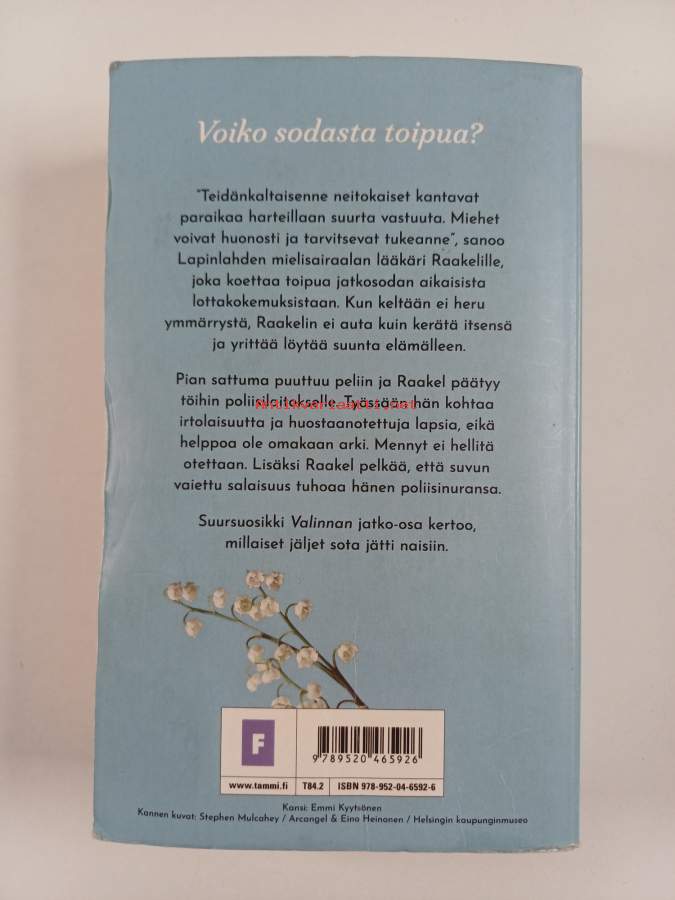 Voiko sodasta toipua?
"Teidänkaltaisenne neitokaiset kantavat
paraikaa harteillaan suurta vastuuta. Miehet
voivat huonosti ja tarvitsevat tukeanne", sanoo
Lapinlahden mielisairaalan lääkäri Raakelille,
joka koettaa toipua jatkosodan aikaisista
lottakokemuksistaan. Kun keltään ei heru
ymmärrystä, Raakelin ei auta kuin kerätä itsensä
ja yrittää löytää suunta elämälleen.
Pian sattuma puuttuu peliin ja Raakel päätyy
töihin poliisilaitokselle. Työssään hän kohtaa
Antikvariaatti.net
irtolaisuutta ja huostaanotettuja lapsia, eikä
helppoa ole omakaan arki. Mennyt ei hellitä
otettaan. Lisäksi Raakel pelkää, että suvun
vaiettu salaisuus tuhoaa hänen poliisinuransa.
Suursuosikki Valinnan jatko-osa kertoo,
millaiset jäljet sota jätti naisiin.
F
9 789520 465926
www.tammi.fi T84.2 ISBN 978-952-04-6592-6
Kansi: Emmi Kyytsönen
Kannen kuvat: Stephen Mulcahey / Arcangel & Eino Heinonen / Helsingin kaupunginmuseo